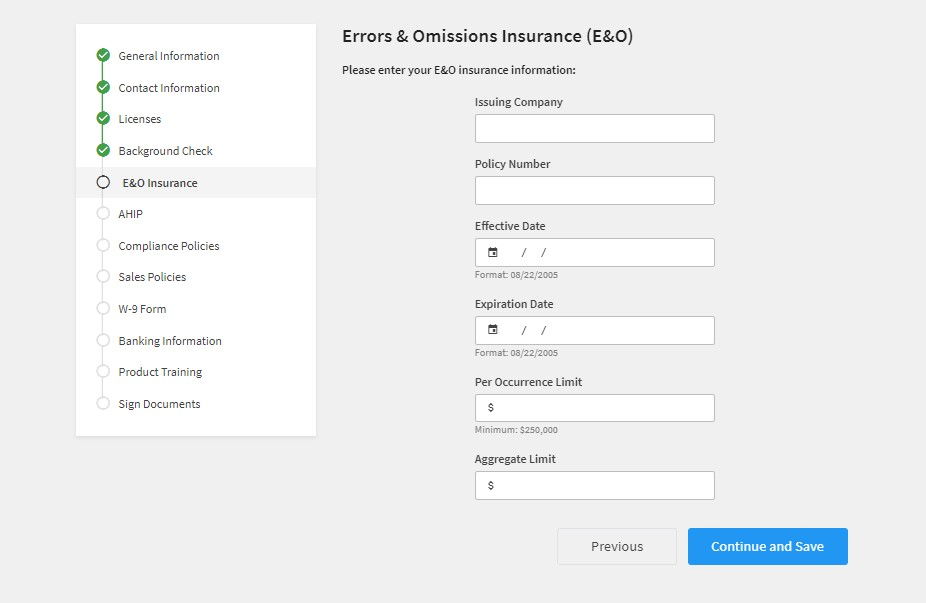 General Information
Contact Information
Licenses
Background Check
E&O Insurance
AHIP
Compliance Policies
Sales Policies
W-9 Form
Banking Information
Product Training
Sign Documents
Errors & Omissions Insurance (E&O)
Please enter your E&O insurance information:
Issuing Company
Policy Number
Effective Date
/ /
Format: 08/22/2005
Expiration Date
/ /
Format: 08/22/2005
Per Occurrence Limit
$
Minimum: $250,000
Aggregate Limit
$
Previous
Continue and Save